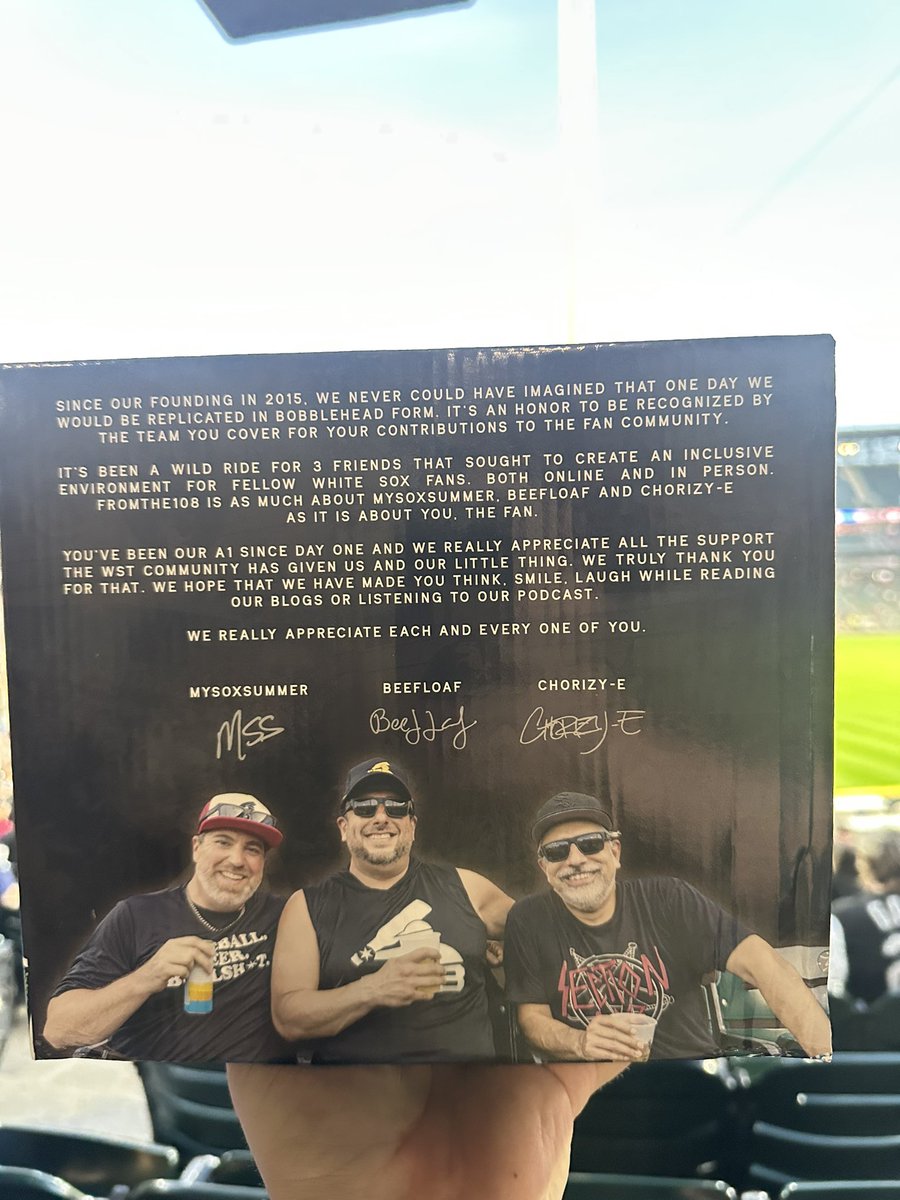 SINCE OUR FOUNDING IN 2015, WE NEVER COULD HAVE IMAGINED THAT ONE DAY WE
WOULD BE REPLICATED IN BOBBLEHEAD FORM. IT'S AN HONOR TO BE RECOGNIZED BY
THE TEAM YOU COVER FOR YOUR CONTRIBUTIONS TO THE FAN COMMUNITY.
IT'S BEEN A WILD RIDE FOR 3 FRIENDS THAT SOUGHT TO CREATE AN INCLUSIVE
ENVIRONMENT FOR FELLOW WHITE SOX FANS. BOTH ONLINE AND IN PERSON.
FROMTHE108 IS AS MUCH ABOUT MYSOXSUMMER, BEEFLOAF AND CHORIZY-E
AS IT IS ABOUT YOU, THE FAN.
YOU'VE BEEN OUR A1 SINCE DAY ONE AND WE REALLY APPRECIATE ALL THE SUPPORT
THE WST COMMUNITY HAS GIVEN US AND OUR LITTLE THING. WE TRULY THANK YOU
FOR THAT. WE HOPE THAT WE HAVE MADE YOU THINK, SMILE, LAUGH WHILE READING
OUR BLOGS OR LISTENING TO OUR PODCAST.
WE REALLY APPRECIATE EACH AND EVERY ONE OF YOU.
MYSOXSUMMER BEEFLOAF CHORIZY-E
MSS BeefLoaf CHORIZY-E